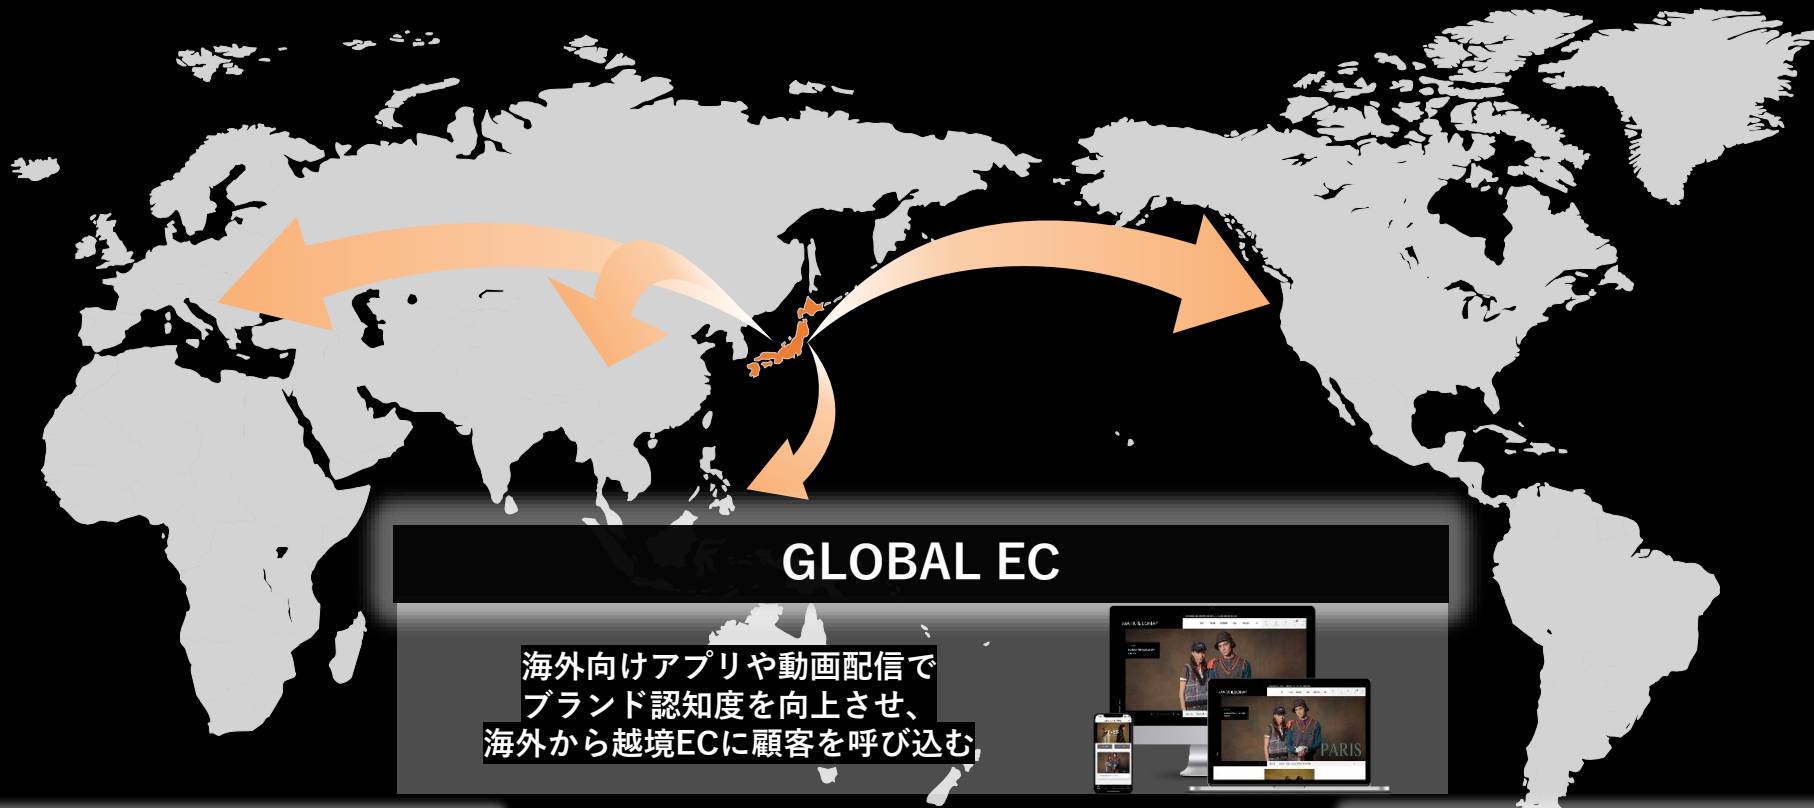 GLOBAL EC
海外向けアプリや動画配信で
ブランド認知度を向上させ、
海外から越境ECに顧客を呼び込む
PARIS